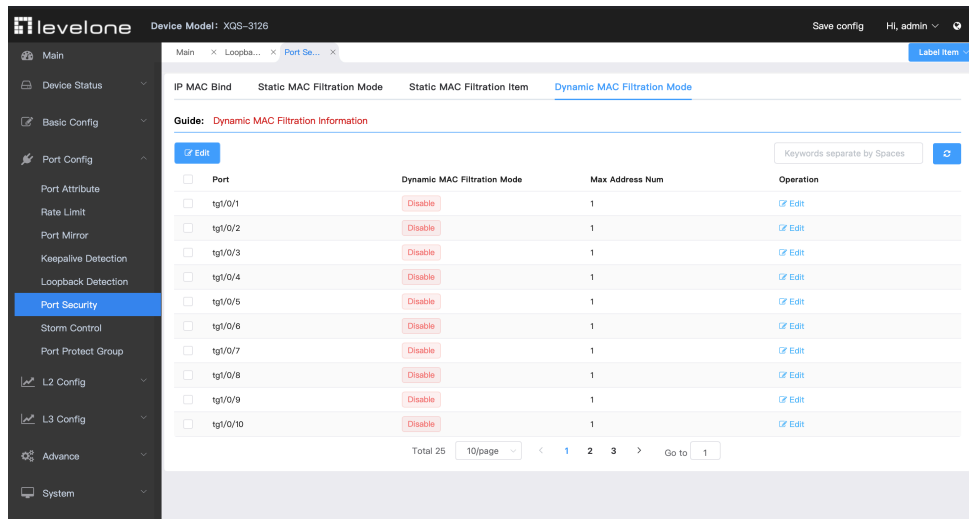 levelone Device Model: XQS-3126 Save config Hi, admin
Main
Device Status
Basic Config
Port Config
Port Attribute
Rate Limit
Port Mirror
Keepalive Detection
Loopback Detection
Port Security
Storm Control
Port Protect Group
L2 Config
L3 Config
Advance
System
Main × Loopba... × Port Se... × Label Item
IP MAC Bind Static MAC Filtration Mode Static MAC Filtration Item Dynamic MAC Filtration Mode
Guide: Dynamic MAC Filtration Information
Edit Keywords separate by Spaces
Port Dynamic MAC Filtration Mode Max Address Num Operation
tg1/0/1 Disable 1 Edit
tg1/0/2 Disable 1 Edit
tg1/0/3 Disable 1 Edit
tg1/0/4 Disable 1 Edit
tg1/0/5 Disable 1 Edit
tg1/0/6 Disable 1 Edit
tg1/0/7 Disable 1 Edit
tg1/0/8 Disable 1 Edit
tg1/0/9 Disable 1 Edit
tg1/0/10 Disable 1 Edit
Total 25 10/page < 1 2 3 > Go to 1